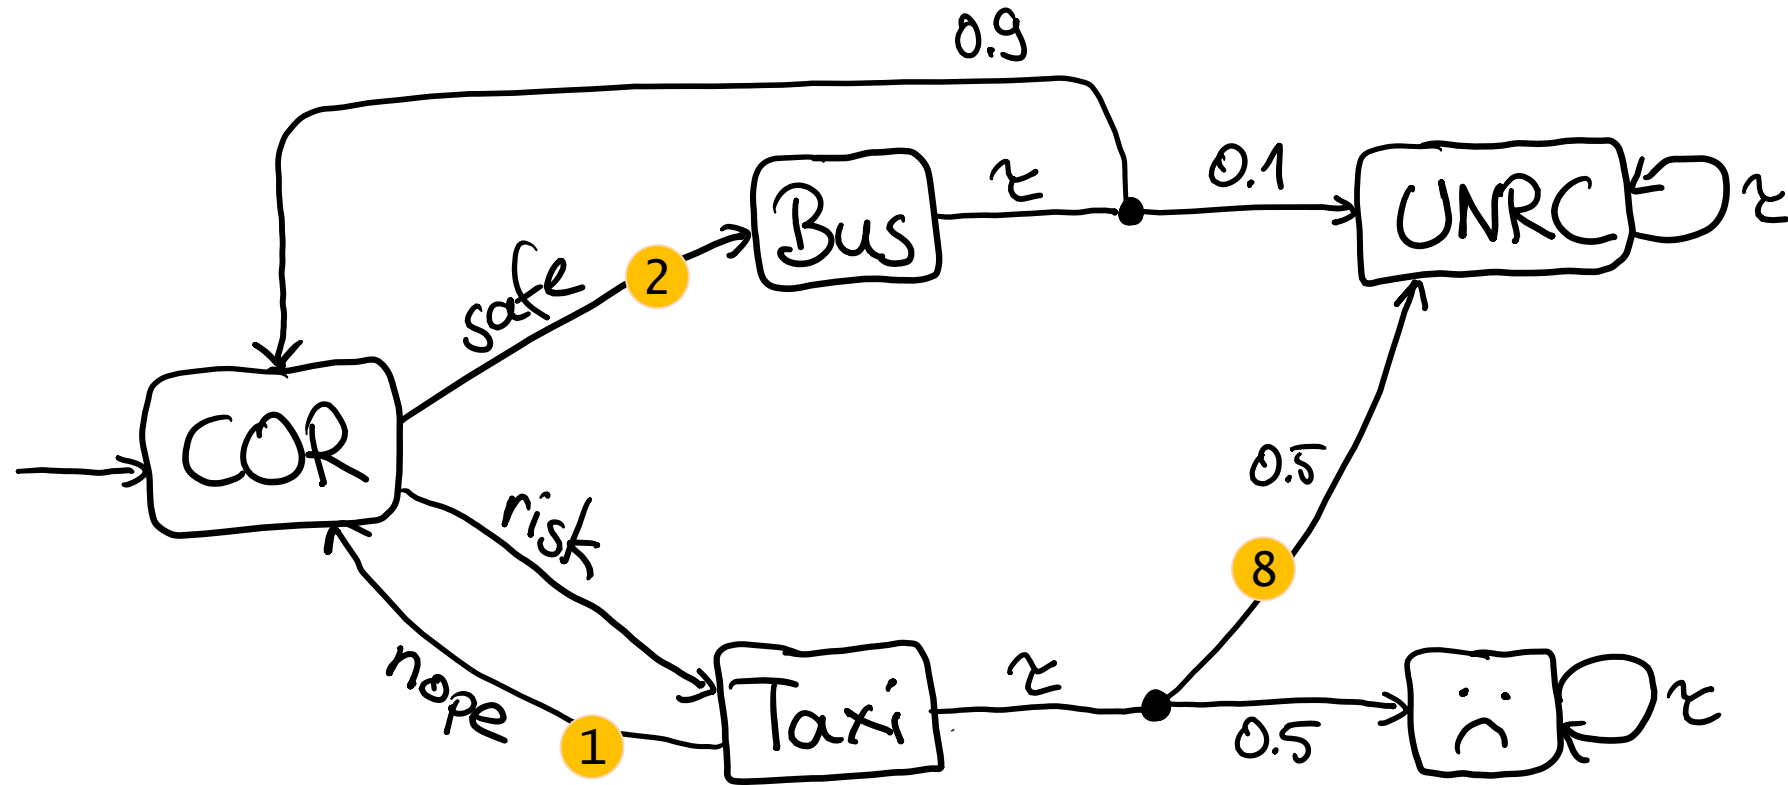 0.9
Bus
τ
0.1
UNRC
τ
safe
2
COR
risk
0.5
8
nope
1
Taxi
τ
0.5
τ